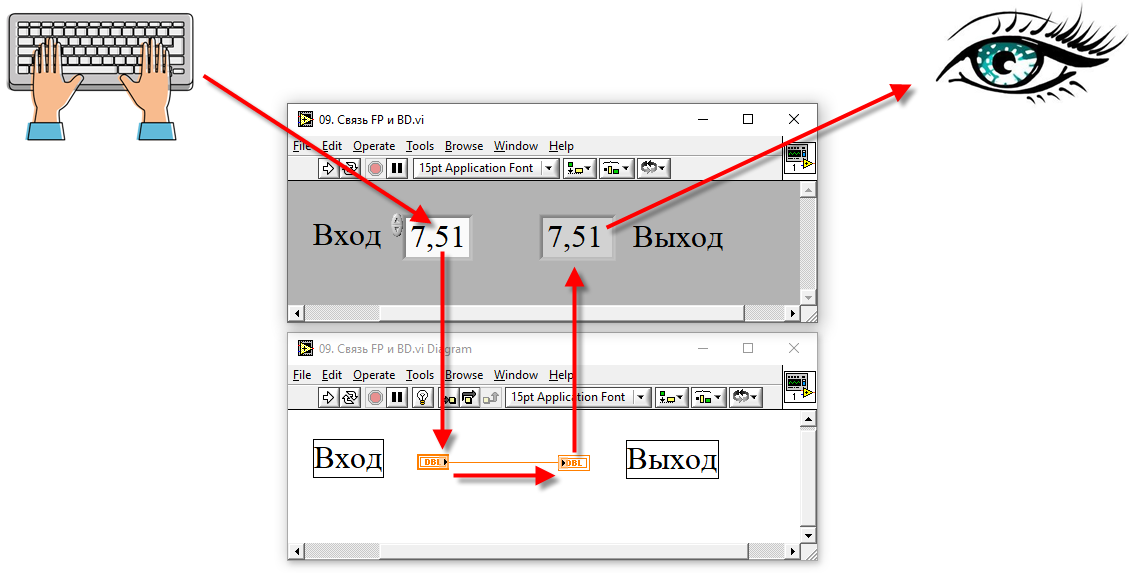 09. Связь FP и BD.vi
File Edit Operate Tools Browse Window Help
15pt Application Font
1
Вход 7,51 7,51 Выход
09. Связь FP и BD.vi Diagram
File Edit Operate Tools Browse Window Help
15pt Application Font
1
Вход DBL DBL Выход